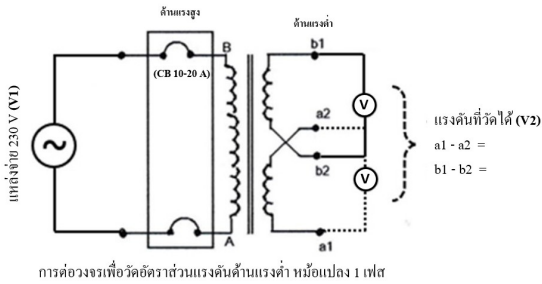 ด้านแรงสูง
ด้านแรงต่ำ
B
b1
(CB 10-20 A)
แหล่งจ่าย 230 V (V1)
V
a2
แรงดันที่วัดได้ (V2)
a1 - a2 =
b2
b1 - b2 =
V
A
a1
การต่อวงจรเพื่อวัดอัตราส่วนแรงดันด้านแรงต่ำ หม้อแปลง 1 เฟส